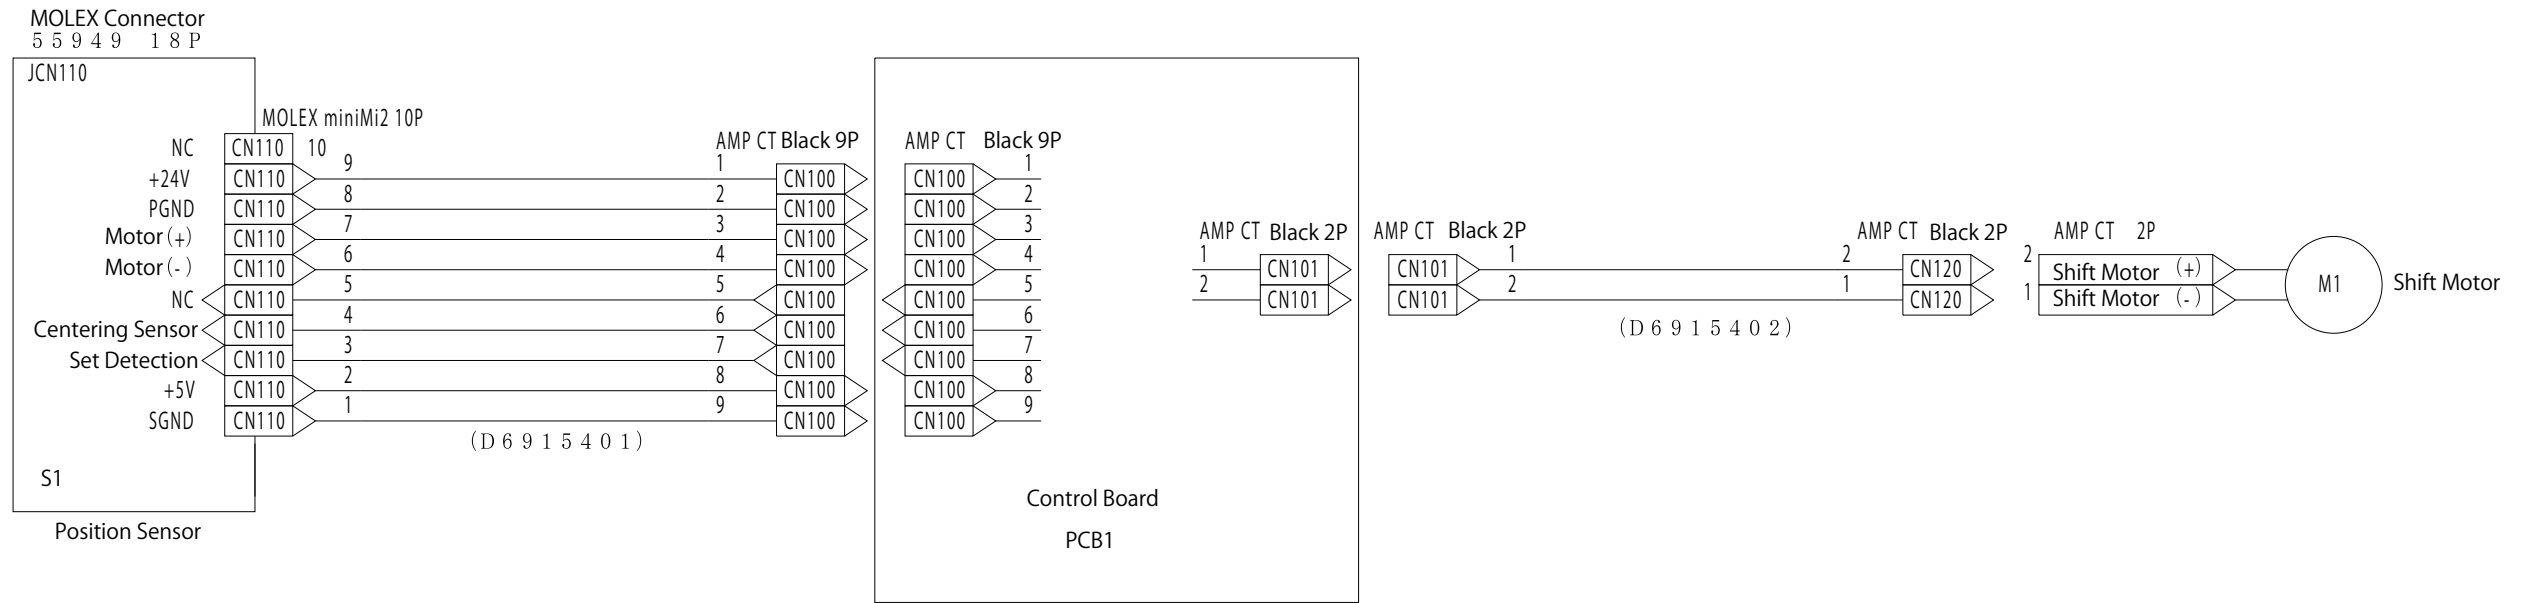 MOLEX Connector
55949 18P
JCN110
MOLEX miniMi2 10P
NC CN110 10
+24V CN110 9
PGND CN110 8
Motor(+) CN110 7
Motor(-) CN110 6
NC CN110 5
Centering Sensor CN110 4
Set Detection CN110 3
+5V CN110 2
SGND CN110 1
(D6915401)
S1
Position Sensor
AMP CT Black 9P
1 CN100
2 CN100
3 CN100
4 CN100
5 CN100
6 CN100
7 CN100
8 CN100
9 CN100
AMP CT Black 9P
CN100 1
CN100 2
CN100 3
CN100 4
CN100 5
CN100 6
CN100 7
CN100 8
CN100 9
Control Board
PCB1
AMP CT Black 2P
1 CN101
2 CN101
AMP CT Black 2P
CN101 1
CN101 2
(D6915402)
AMP CT Black 2P
2 CN120
1 CN120
AMP CT 2P
2 Shift Motor (+)
1 Shift Motor (-)
M1
Shift Motor